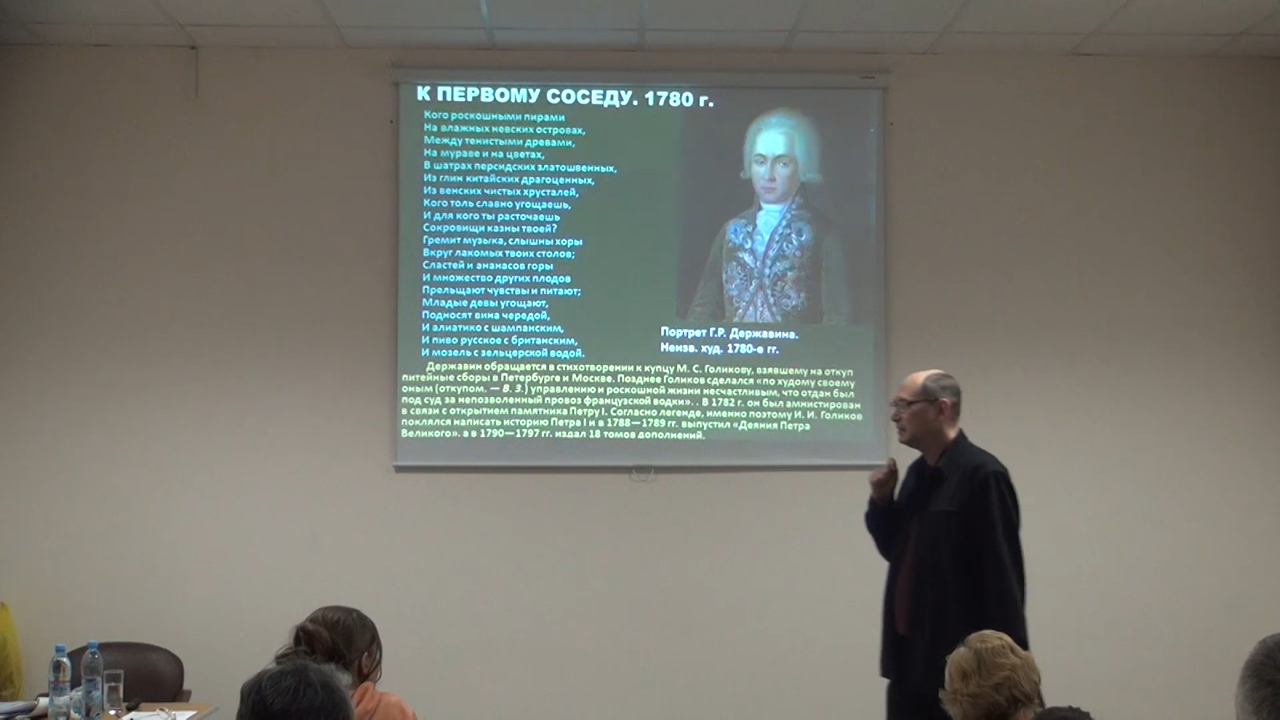 К ПЕРВОМУ СОСЕДУ. 1780 г.
Кого роскошными пирами
На влажных невских островах,
Между тенистыми древами,
На мураве и на цветах,
В шатрах персидских златошвенных,
Из глин китайских драгоценных,
Из венских чистых хрусталей,
Кого толь славно угощаешь,
И для кого ты расточаешь
Сокровищи казны твоей?
Гремит музыка, слышны хоры
Вкруг лакомых твоих столов;
Сластей и ананасов горы
И множество других плодов
Прельщают чувствы и питают;
Младые девы угощают,
Подносят вина чередой,
И алиатико с шампанским,
И пиво русское с британским,
И мозель с зельцерской водой.
Портрет Г.Р. Державина.
Неизв. худ. 1780-е гг.
Державин обращается в стихотворении к купцу М. С. Голикову, взявшему на откуп
питейные сборы в Петербурге и Москве. Позднее Голиков сделался «по худому своему
оным (откупом. — В. З.) управлению и роскошной жизни несчастливым, что отдан был
под суд за непозволенный провоз французской водки». . В 1782 г. он был амнистирован
в связи с открытием памятника Петру I. Согласно легенде, именно поэтому И. И. Голиков
поклялся написать историю Петра I и в 1788—1789 гг. выпустил «Деяния Петра
Великого», а в 1790—1797 гг. издал 18 томов дополнений.